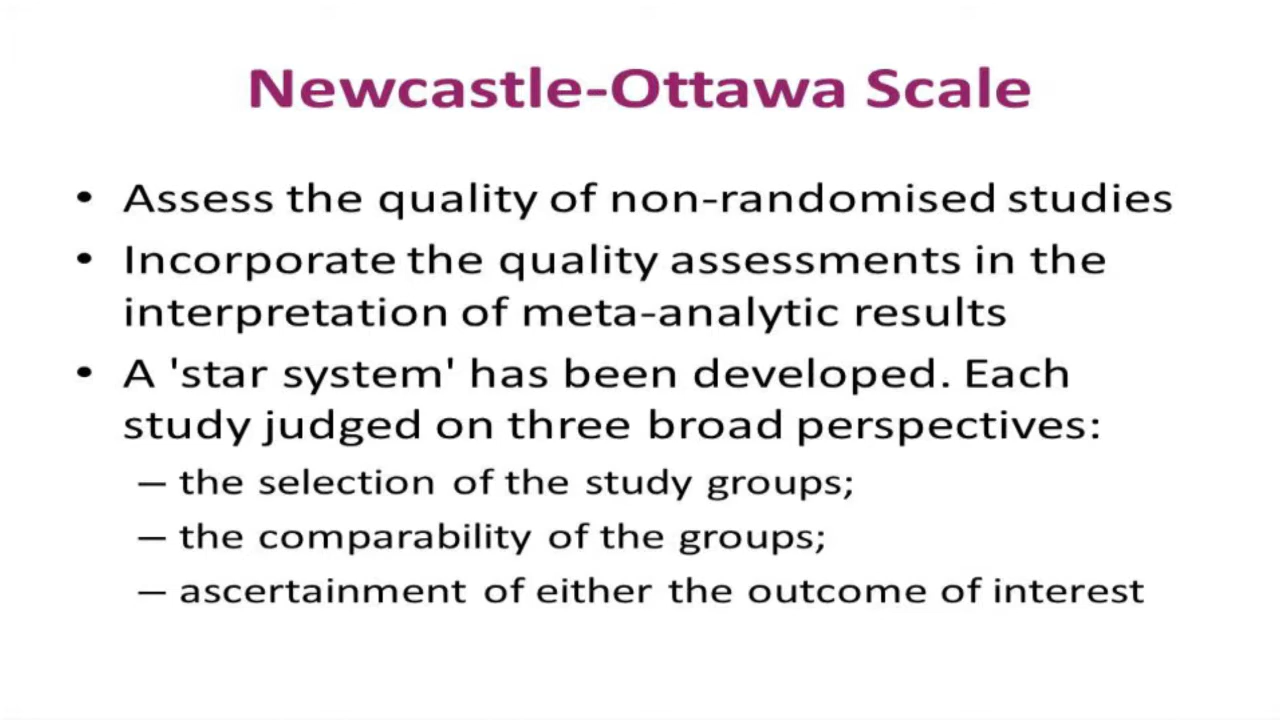 Newcastle-Ottawa Scale
• Assess the quality of non-randomised studies
• Incorporate the quality assessments in the
interpretation of meta-analytic results
• A 'star system' has been developed. Each
study judged on three broad perspectives:
– the selection of the study groups;
– the comparability of the groups;
– ascertainment of either the outcome of interest